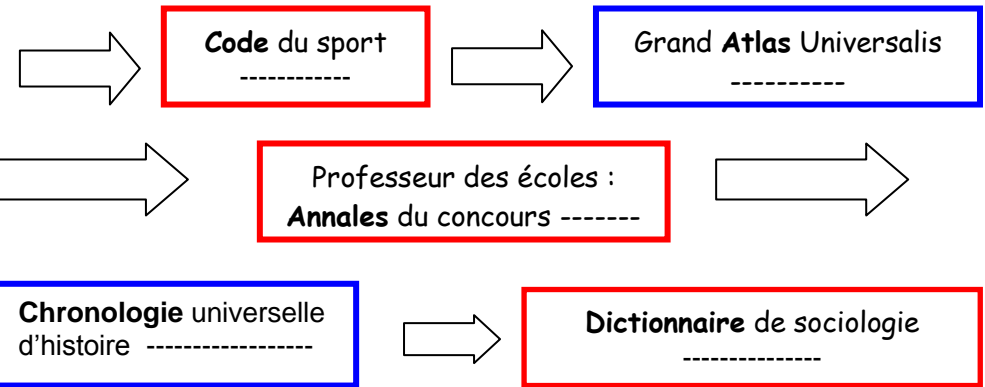 Code du sport
------------
Grand Atlas Universalis
----------
Professeur des écoles :
Annales du concours -------
Chronologie universelle
d'histoire ------------------
Dictionnaire de sociologie
---------------